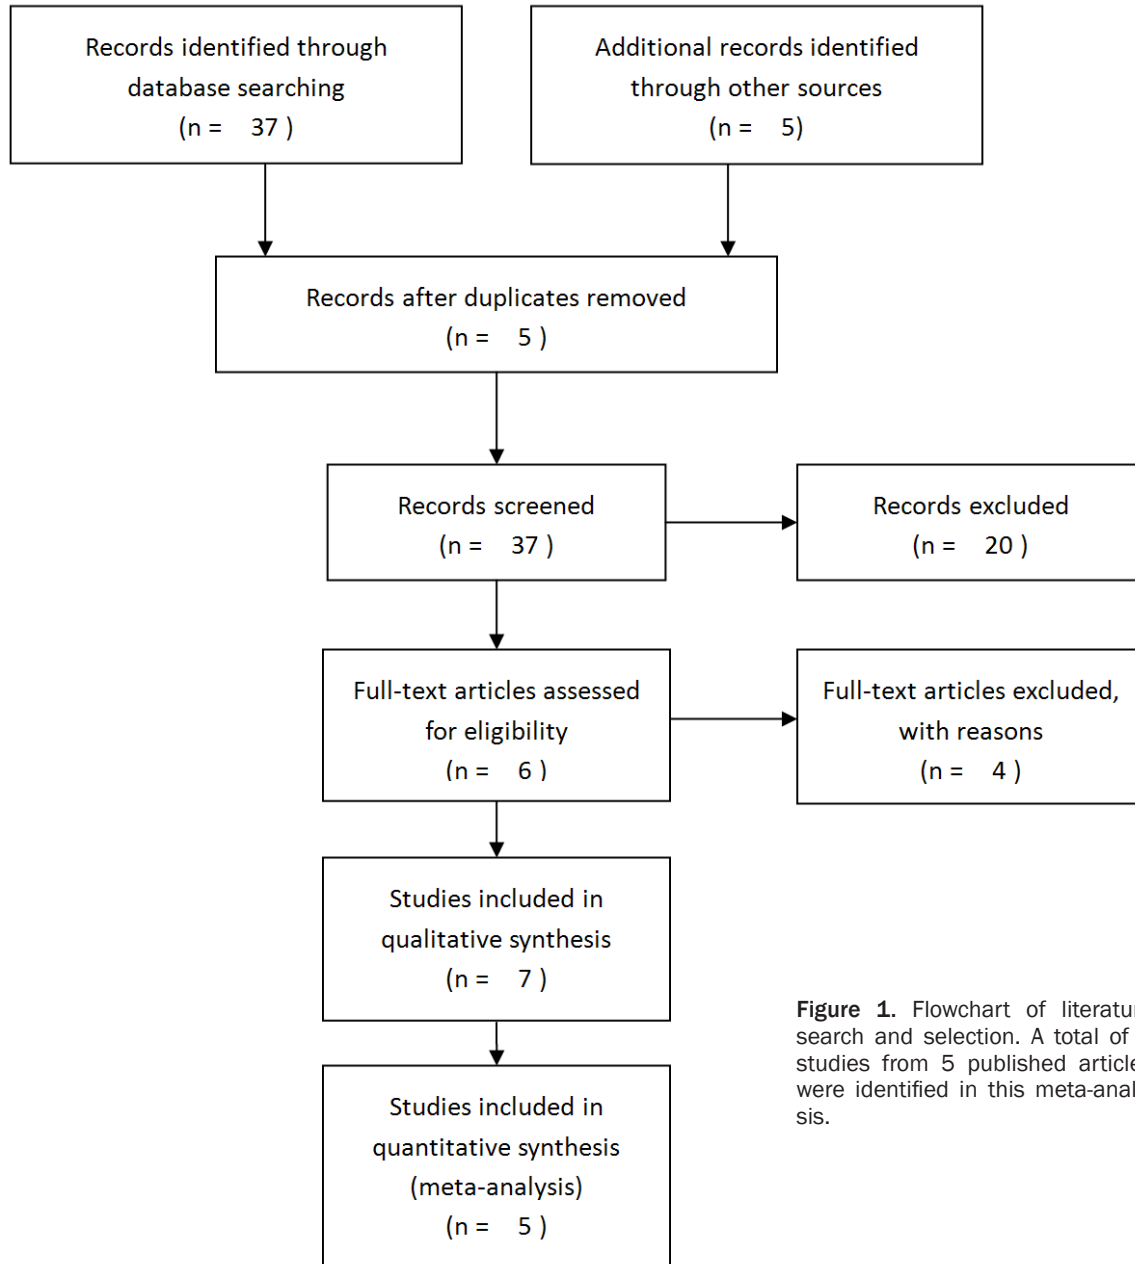 Records identified through
database searching
(n = 37 )
Additional records identified
through other sources
(n = 5)
Records after duplicates removed
(n = 5 )
Records screened
(n = 37 )
Records excluded
(n = 20 )
Full-text articles assessed
for eligibility
(n = 6 )
Full-text articles excluded,
with reasons
(n = 4 )
Studies included in
qualitative synthesis
(n = 7 )
Studies included in
quantitative synthesis
(meta-analysis)
(n = 5 )
Figure 1. Flowchart of
search and selection. A total of
studies from 5 published
were identified in this meta-anal
sis.